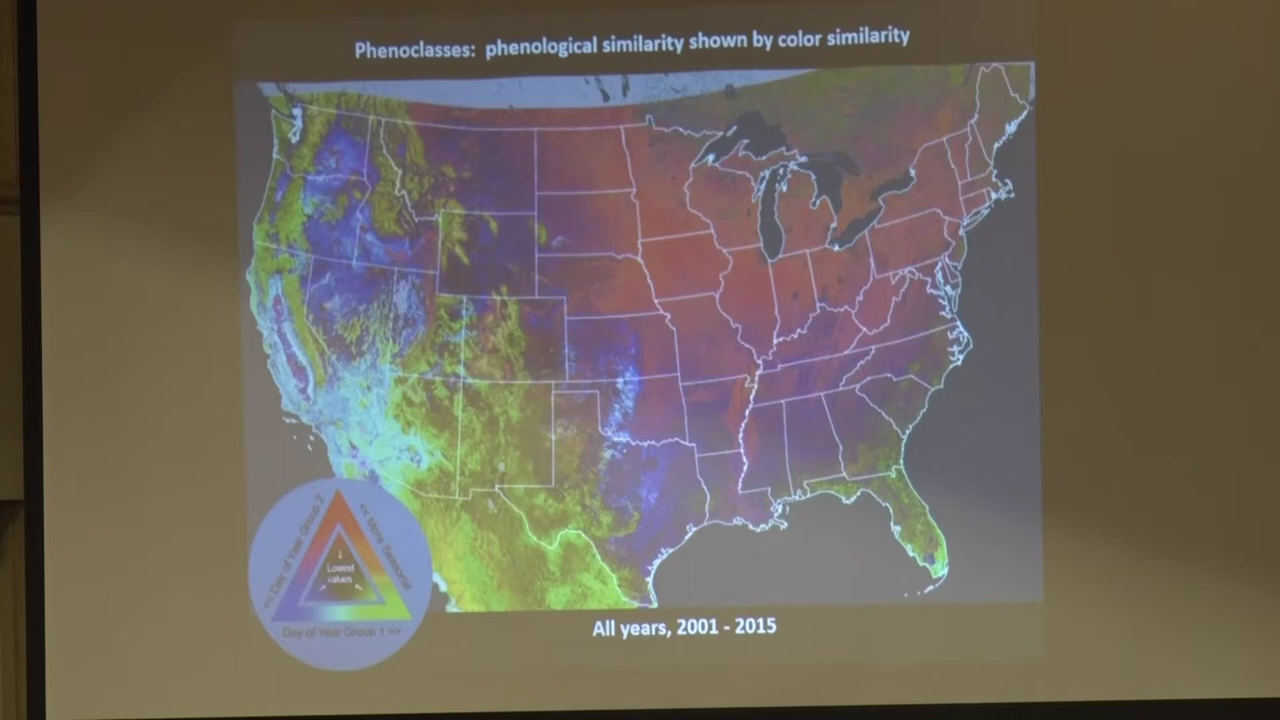 Phenoclasses: phenological similarity shown by color similarity
<< Day of Year Group 2
<< More Seasonal
Lowest
values
Day of Year Group 1 >>
All years, 2001 - 2015